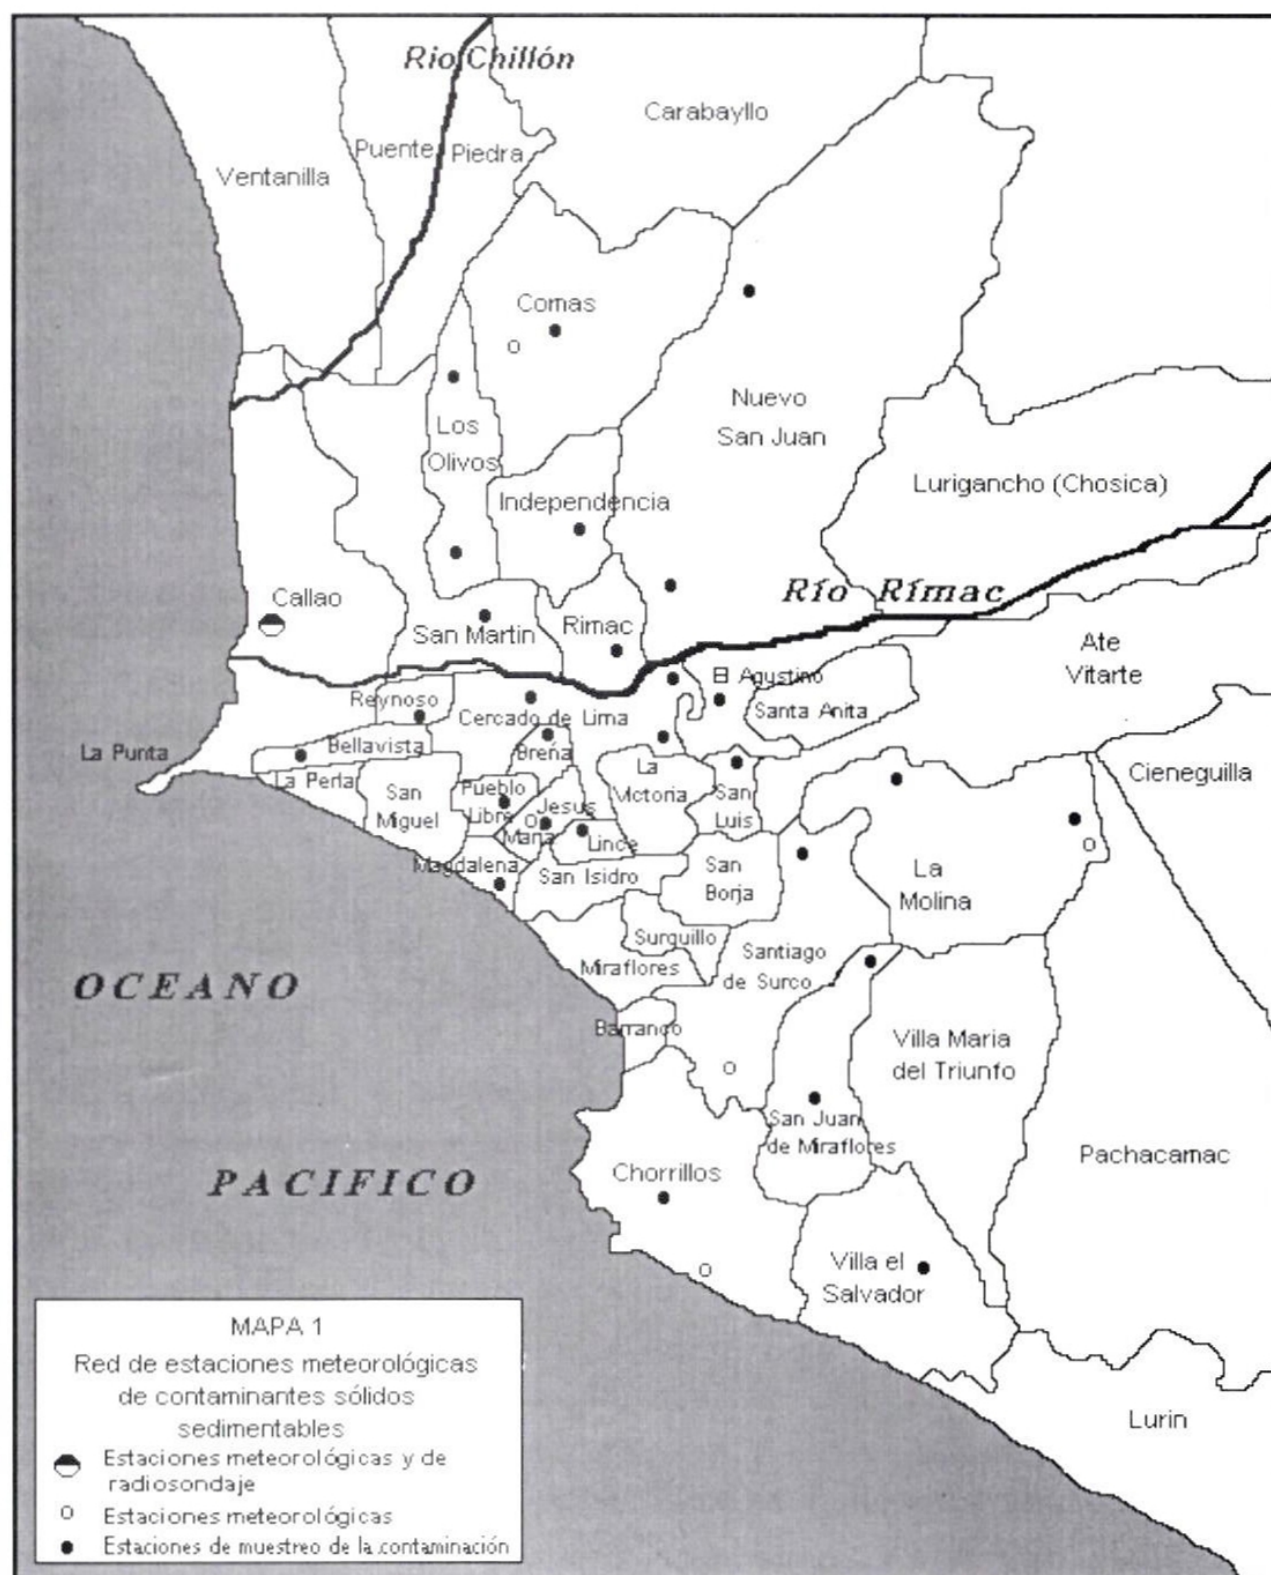 Rio Chillón
Carabayllo
Puente Piedra
Ventanilla
Comas
Nuevo
San Juan
Los
Olivos
Lurigancho (Chosica)
Independencia
Río Rímac
Callao
San Martin
Rimac
Ate
Vitarte
El Agustino
Santa Anita
Reynoso
Cercado de Lima
La Punta
Bellavista
Breña
Cieneguilla
La Perla
La
Victoria
San
Miguel
Pueblo
Libre
Jesus
Maria
San
Luis
Lince
Magdalena
San Isidro
San
Borja
La
Molina
Surquillo
Santiago
de Surco
Miraflores
OCEANO
Barranco
Villa Maria
del Triunfo
San Juan
de Miraflores
Pachacamac
PACIFICO
Chorrillos
Villa el
Salvador
MAPA 1
Red de estaciones meteorológicas
de contaminantes sólidos
sedimentables
Estaciones meteorológicas y de
radiosondaje
Estaciones meteorológicas
Estaciones de muestreo de la contaminación
Lurin